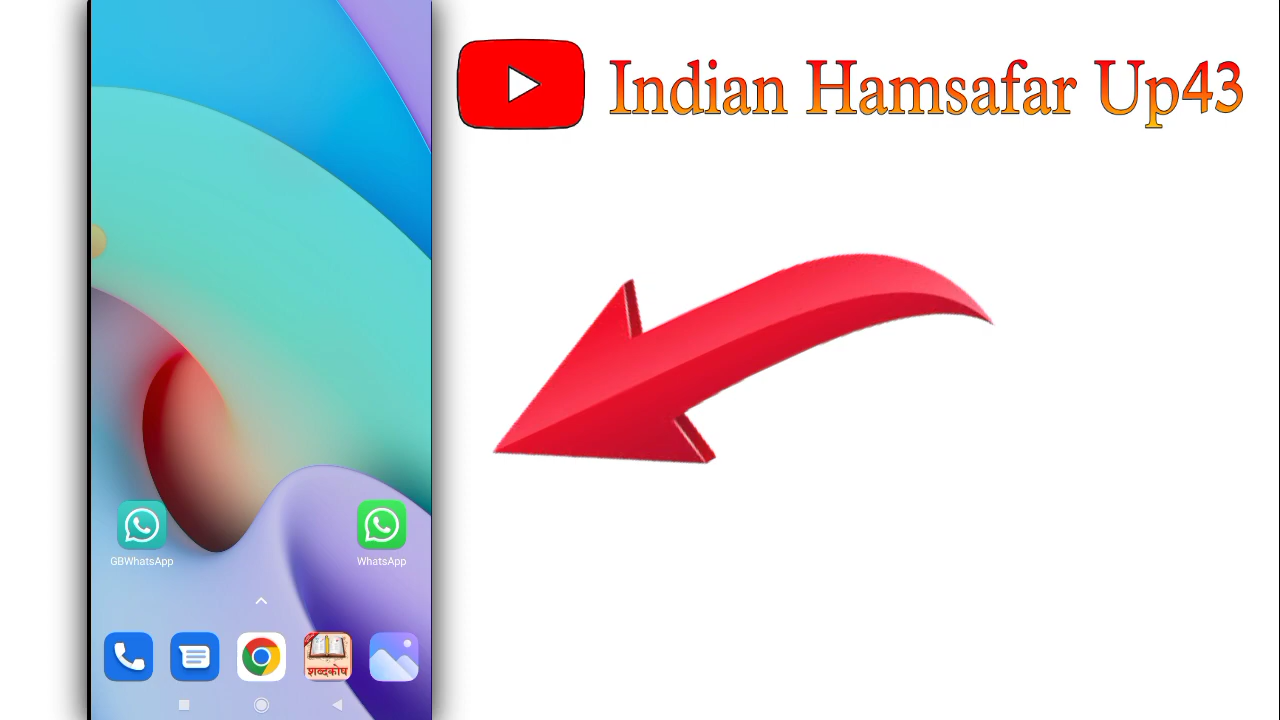 Indian Hamsafar Up43
GBWhatsApp WhatsApp
शब्दकोष